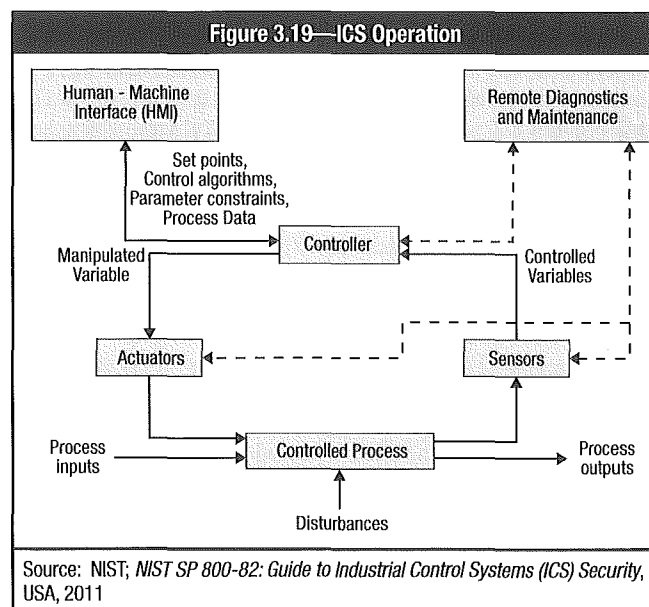 Figure 3.19—ICS Operation
Human - Machine
Interface (HMI)
Remote Diagnostics
and Maintenance
Set points,
Control algorithms,
Parameter constraints,
Process Data
Controller
Manipulated
Variable
Controlled
Variables
Actuators
Sensors
Process
inputs
Controlled Process
Process
outputs
Disturbances
Source: NIST; NIST SP 800-82: Guide to Industrial Control Systems (ICS) Security,
USA, 2011